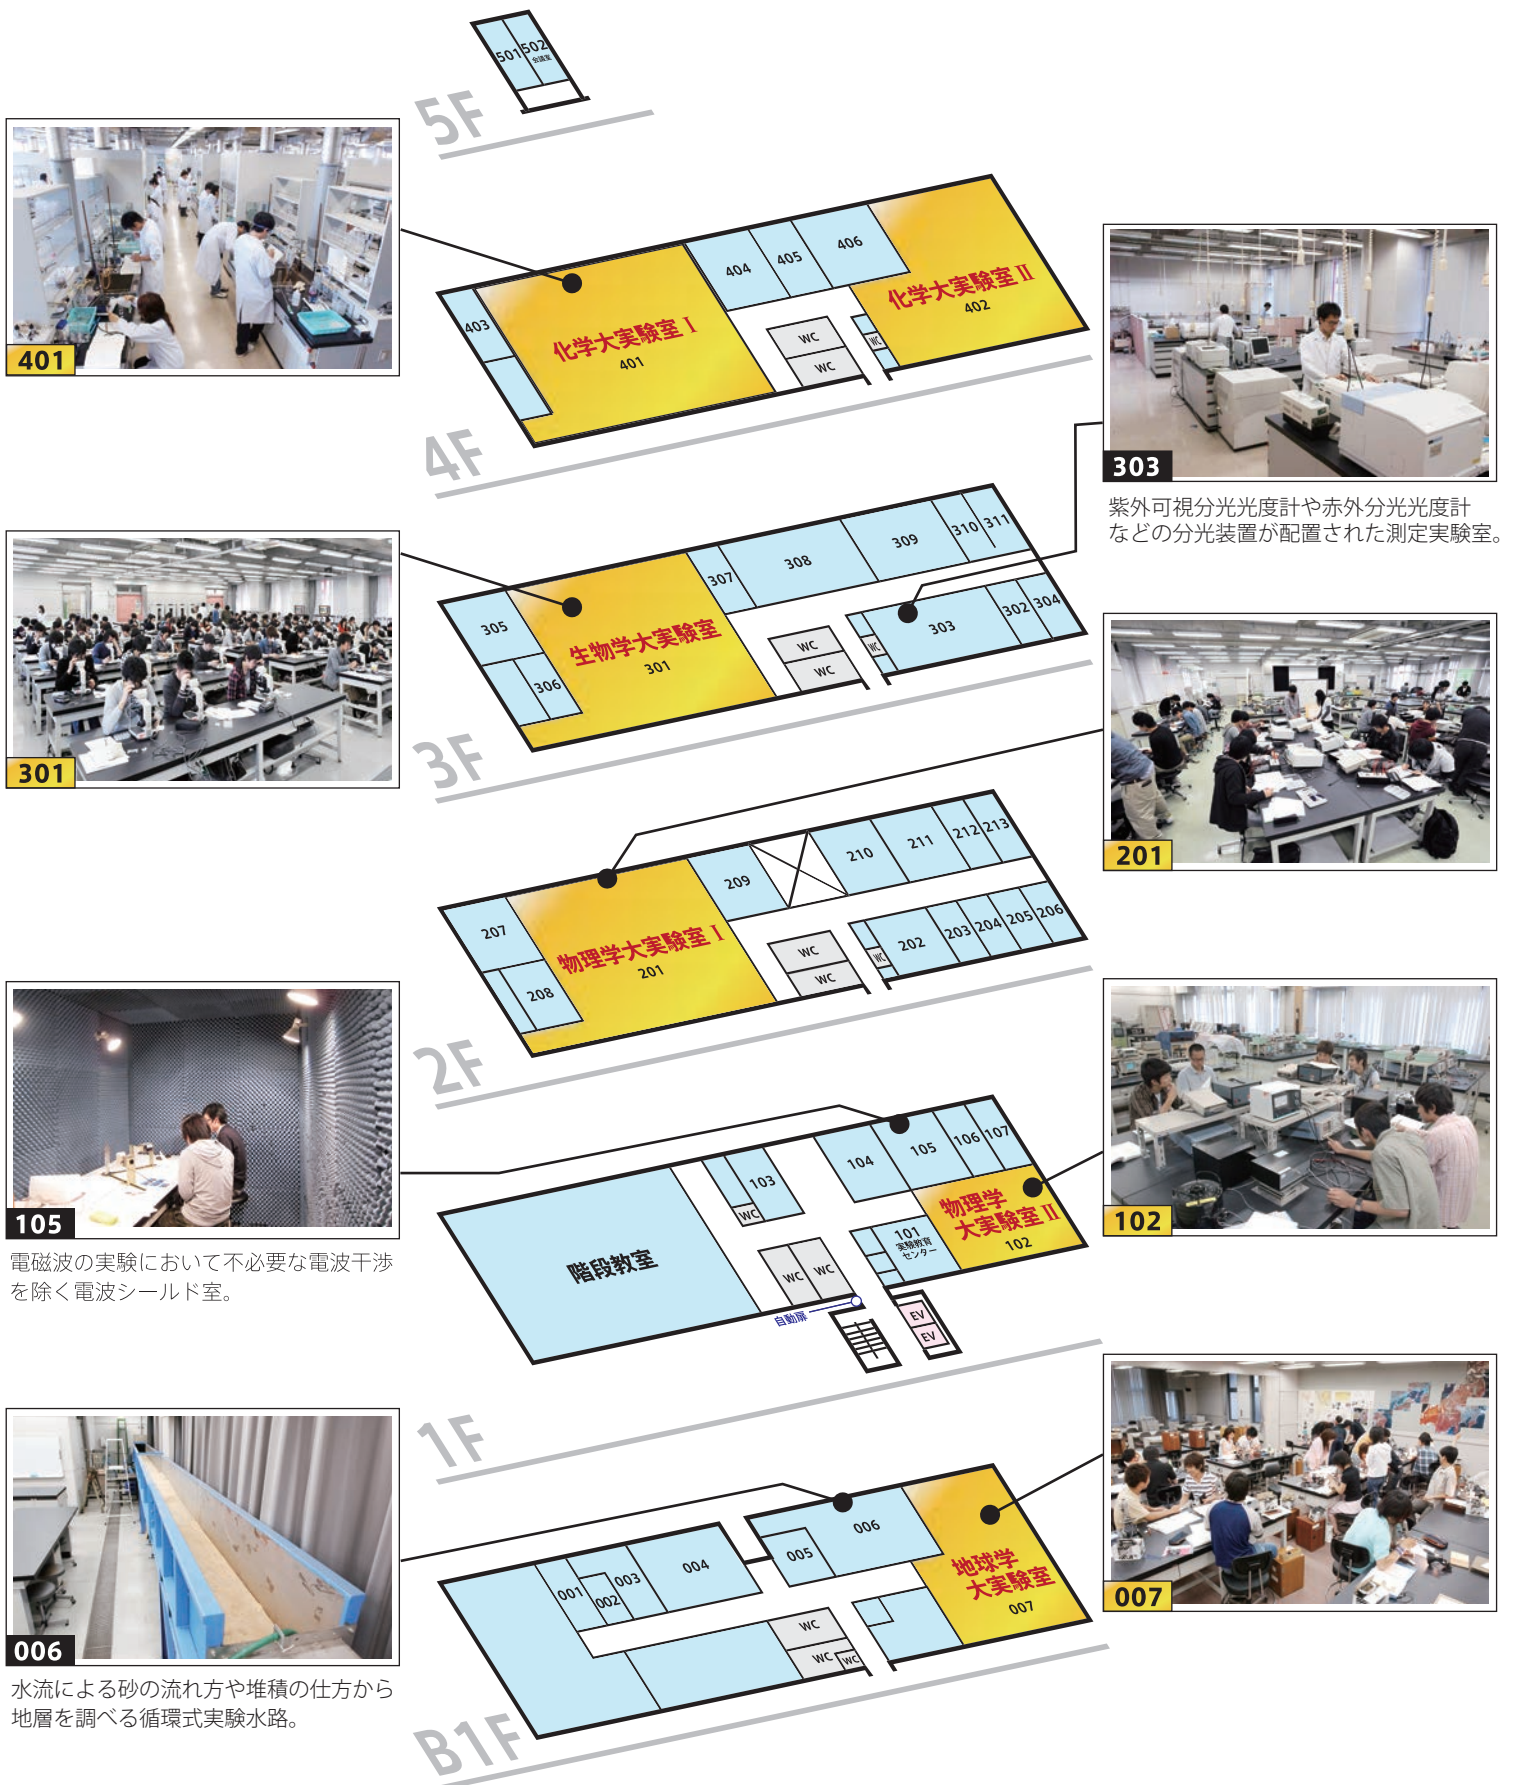 501
502
会議室
5F
401
403
化学大実験室 I
401
404
405
406
化学大実験室 II
402
WC
WC
WC
4F
303
紫外可視分光光度計や赤外分光光度計
などの分光装置が配置された測定実験室。
301
305
306
生物学大実験室
301
307
308
309
310
311
303
302
304
WC
WC
WC
3F
201
207
208
物理学大実験室 I
201
209
210
211
212
213
202
203
204
205
206
WC
WC
WC
2F
105
電磁波の実験において不必要な電波干渉
を除く電波シールド室。
102
階段教室
103
WC
104
105
106
107
物理学
大実験室 II
102
101
実験教育
センター
WC
WC
自動扉
EV
EV
1F
006
水流による砂の流れ方や堆積の仕方から
地層を調べる循環式実験水路。
007
001
002
003
004
005
006
地球学
大実験室
007
WC
WC
WC
B1F